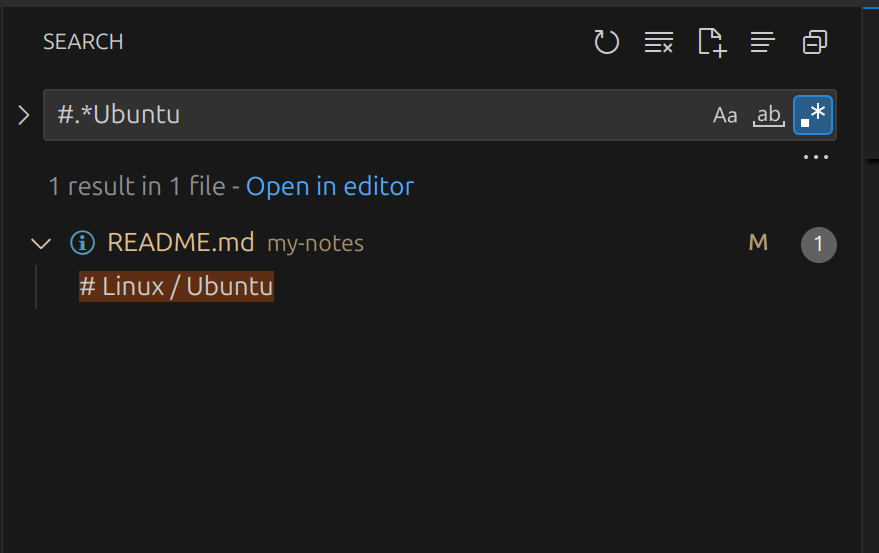 SEARCH
#.*Ubuntu Aa ab .*
...
1 result in 1 file - Open in editor
README.md my-notes M 1
# Linux / Ubuntu